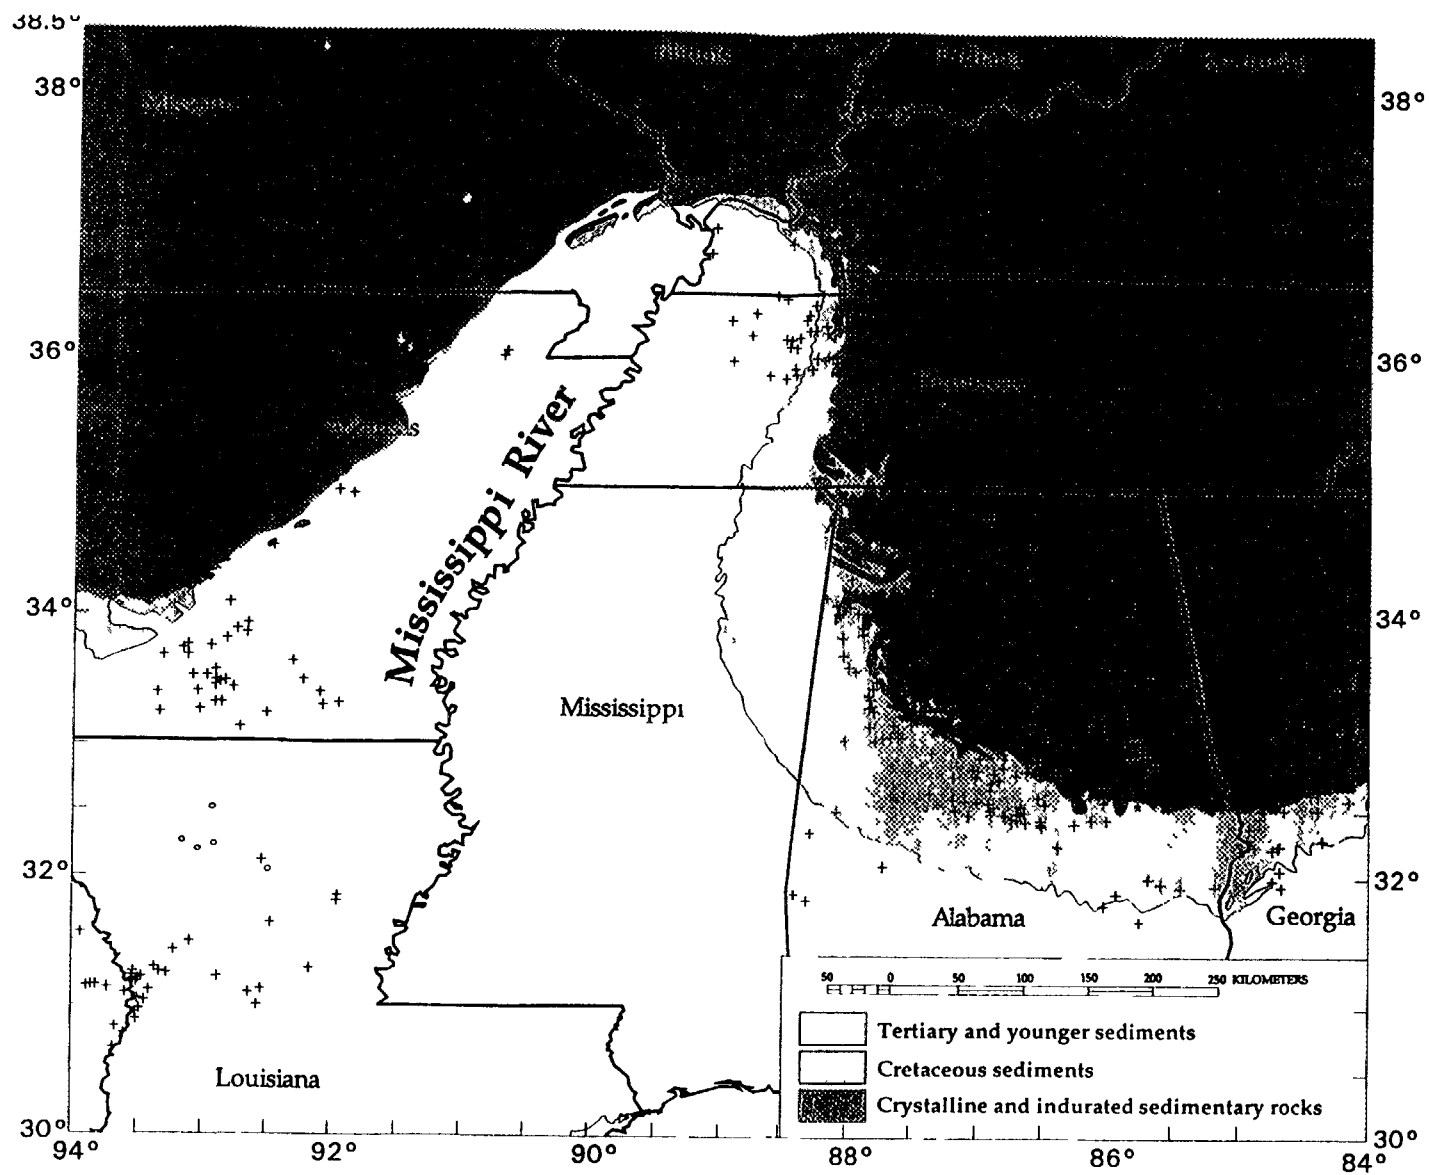 38.5°
38°
38°
36°
36°
Mississippi River
34°
34°
Mississippi
32°
32°
Alabama
Georgia
50 0 50 100 150 200 250 KILOMETERS
Tertiary and younger sediments
Cretaceous sediments
Louisiana
Crystalline and indurated sedimentary rocks
30°
30°
94° 92° 90° 88° 86° 84°